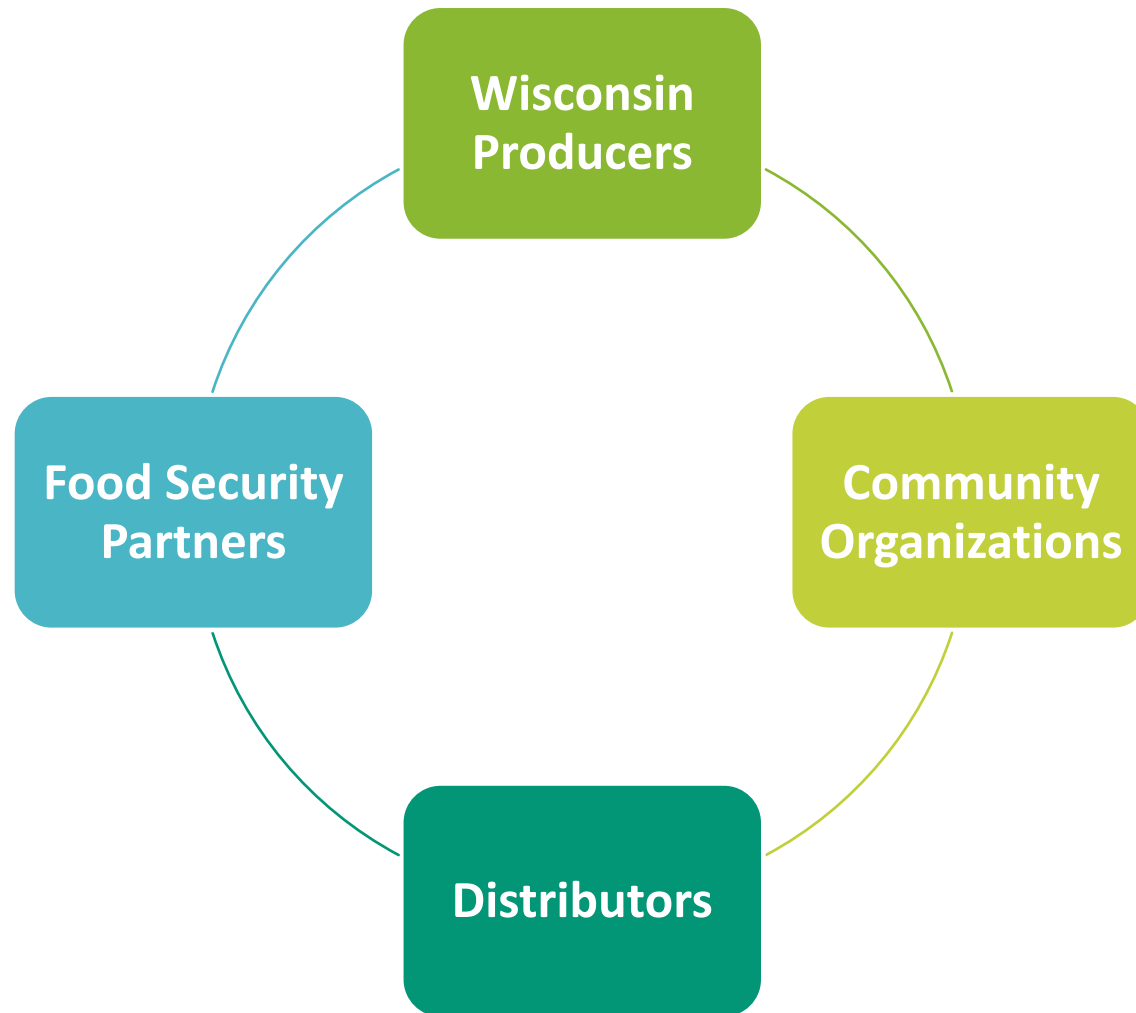 Wisconsin
Producers
Food Security
Partners
Community
Organizations
Distributors